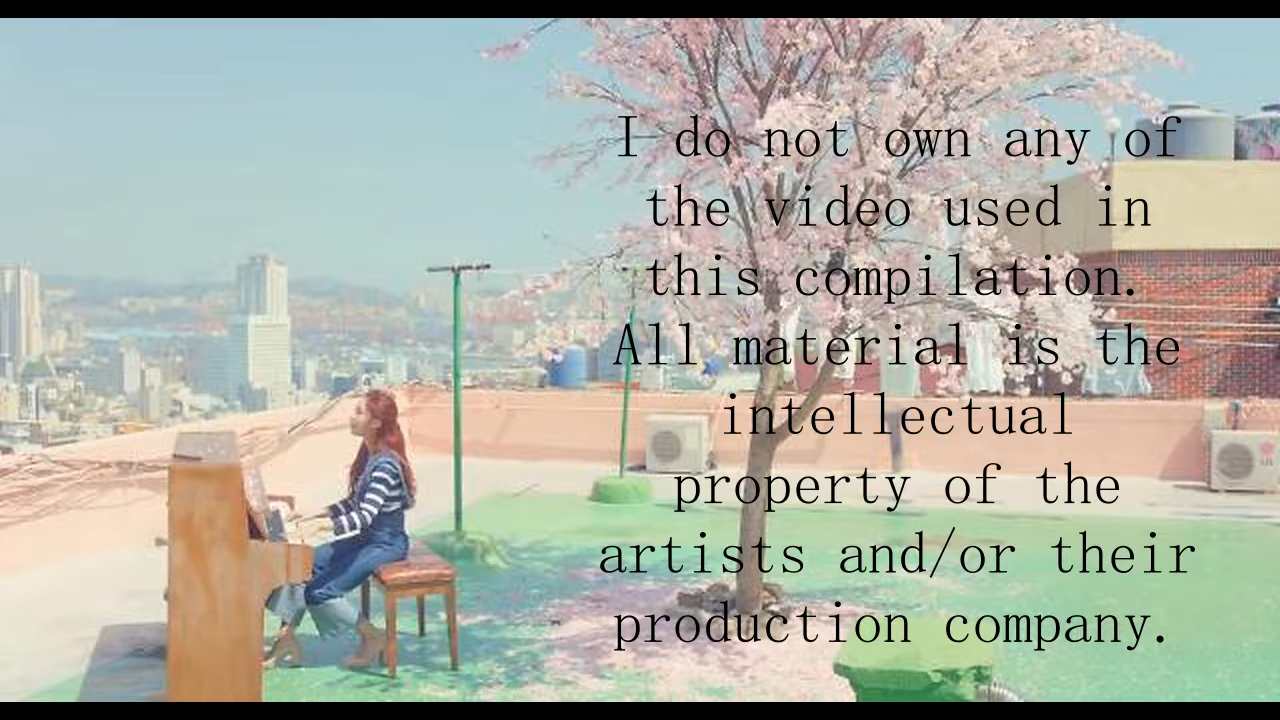 I do not own any of
the video used in
this compilation.
All material is the
intellectual
property of the
artists and/or their
production company.